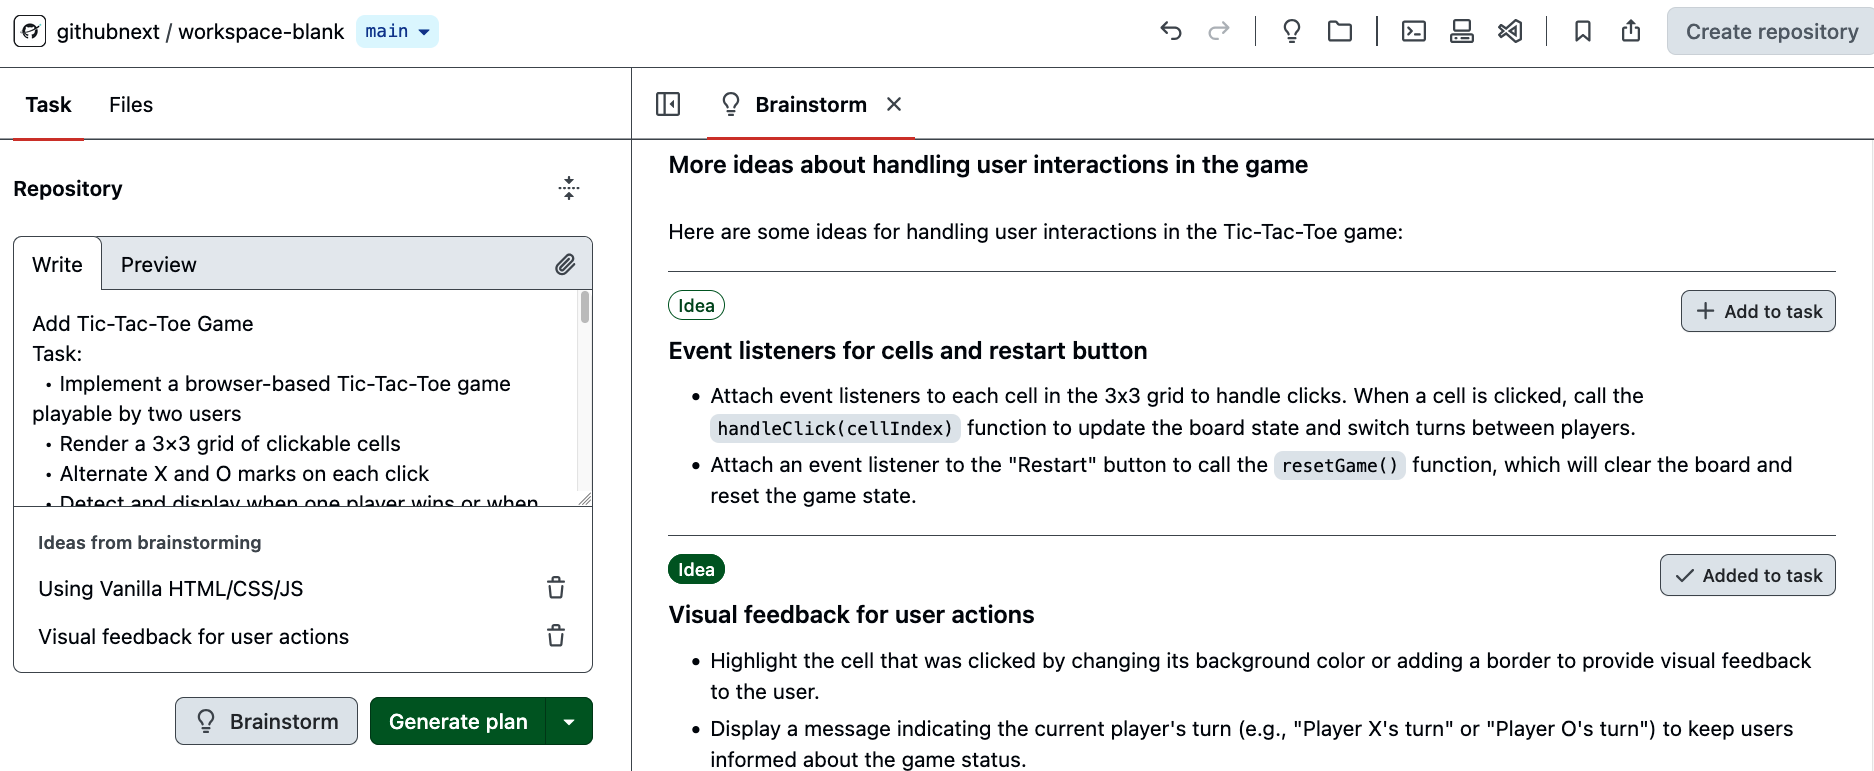 githubnext / workspace-blank main
Create repository
Task Files
Repository
Write Preview
Add Tic-Tac-Toe Game
Task:
• Implement a browser-based Tic-Tac-Toe game
playable by two users
• Render a 3×3 grid of clickable cells
• Alternate X and O marks on each click
• Detect and display when one player wins or when
Ideas from brainstorming
Using Vanilla HTML/CSS/JS
Visual feedback for user actions
Brainstorm Generate plan
Brainstorm
More ideas about handling user interactions in the game
Here are some ideas for handling user interactions in the Tic-Tac-Toe game:
Idea
+ Add to task
Event listeners for cells and restart button
• Attach event listeners to each cell in the 3x3 grid to handle clicks. When a cell is clicked, call the
handleClick(cellIndex) function to update the board state and switch turns between players.
• Attach an event listener to the "Restart" button to call the resetGame() function, which will clear the board and
reset the game state.
Idea
✓ Added to task
Visual feedback for user actions
• Highlight the cell that was clicked by changing its background color or adding a border to provide visual feedback
to the user.
• Display a message indicating the current player's turn (e.g., "Player X's turn" or "Player O's turn") to keep users
informed about the game status.